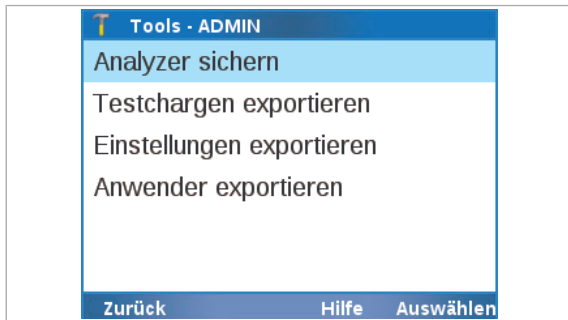 Tools - ADMIN
Analyzer sichern
Testchargen exportieren
Einstellungen exportieren
Anwender exportieren
Zurück Hilfe Auswählen